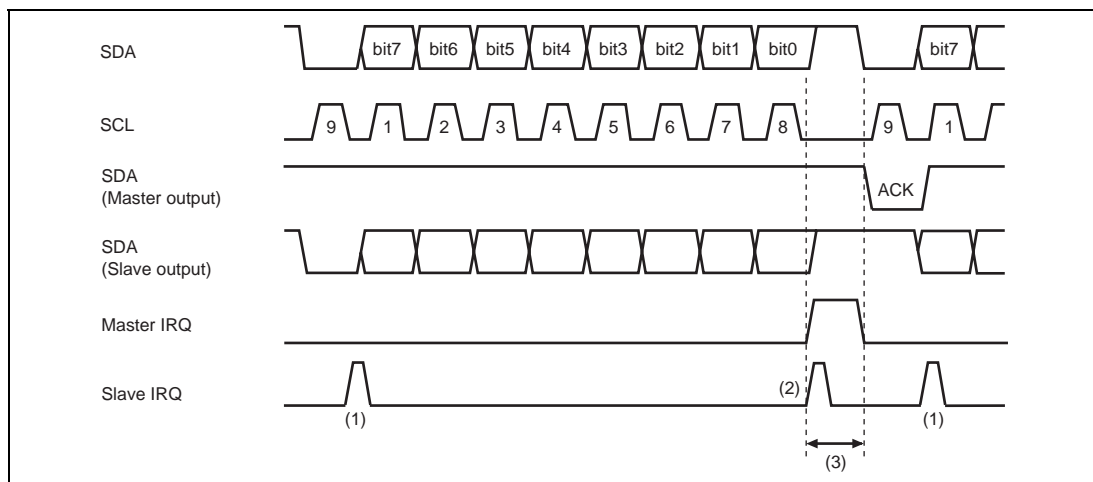 SDA bit7 bit6 bit5 bit4 bit3 bit2 bit1 bit0 bit7
SCL 9 1 2 3 4 5 6 7 8 9 1
SDA
(Master output) ACK
SDA
(Slave output)
Master IRQ
Slave IRQ (2)
(1) (1)
(3)